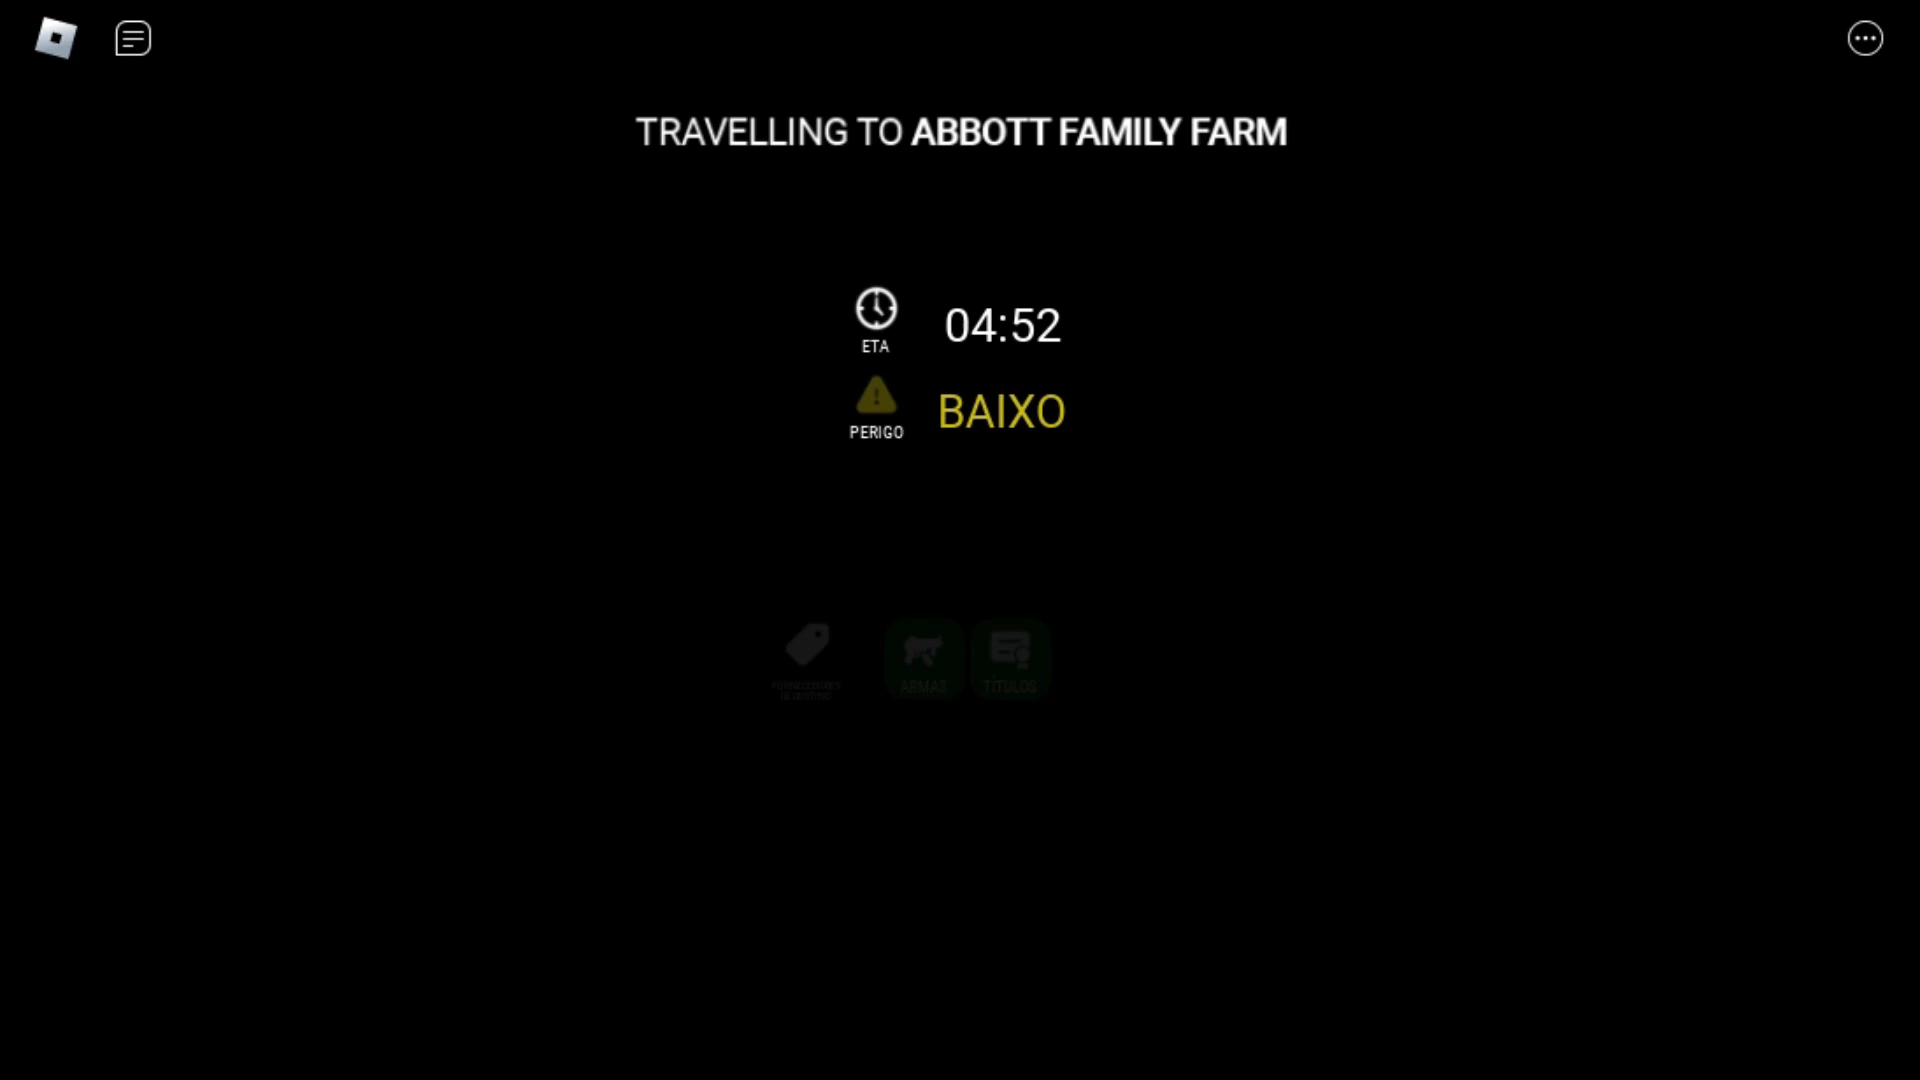 TRAVELLING TO ABBOTT FAMILY FARM
04:52
ETA
BAIXO
PERIGO
ARMAS
TÍTULOS